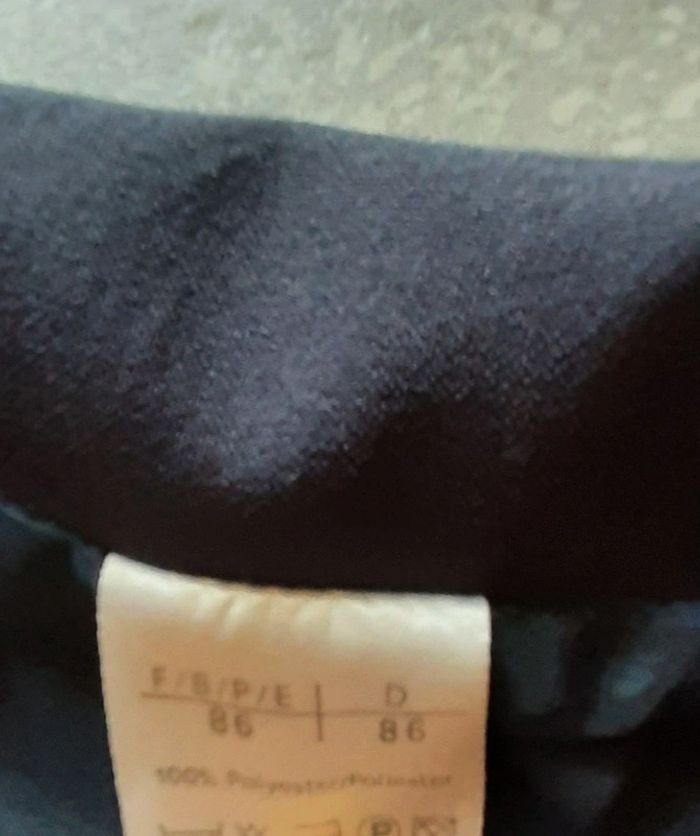 F/B/P/E | D
86 | 86
100% Polyester/Poliester